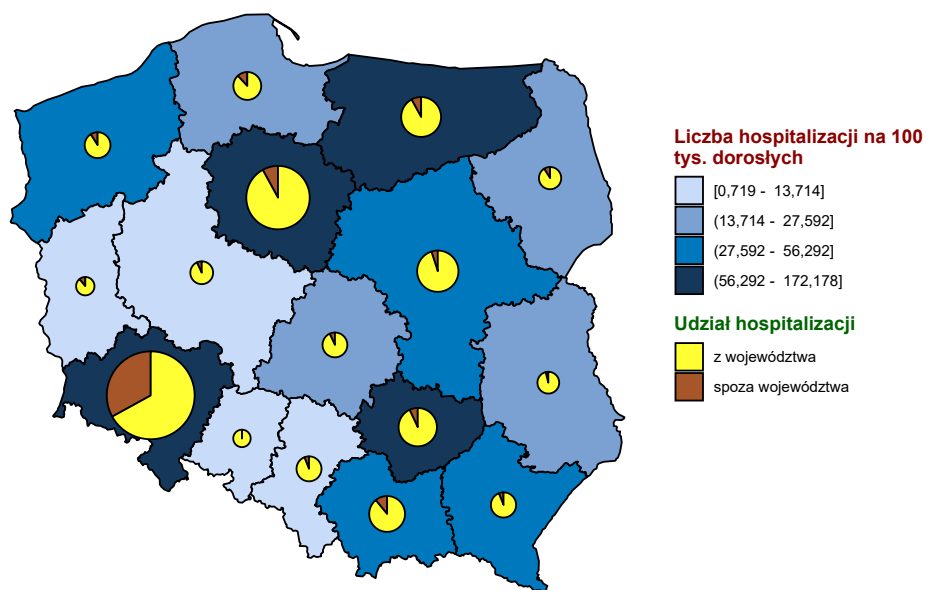 Liczba hospitalizacji na 100
tys. dorosłych
[0,719 - 13,714]
(13,714 - 27,592]
(27,592 - 56,292]
(56,292 - 172,178]
Udział hospitalizacji
z województwa
spoza województwa